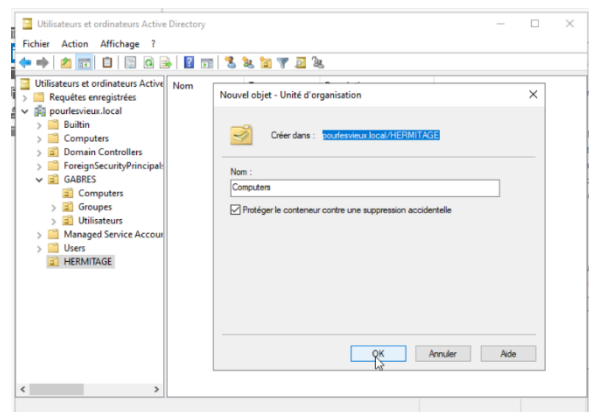 Utilisateurs et ordinateurs Active Directory
Fichier Action Affichage ?
Utilisateurs et ordinateurs Active
Requêtes enregistrées
pourlesvieux.local
Builtin
Computers
Domain Controllers
ForeignSecurityPrincipals
GABRES
Computers
Groupes
Utilisateurs
Managed Service Accour
Users
HERMITAGE
Nom
Nouvel objet - Unité d'organisation
Créer dans : pourlesvieux.local/HERMITAGE
Nom :
Computers
Protéger le conteneur contre une suppression accidentelle
OK Annuler Aide